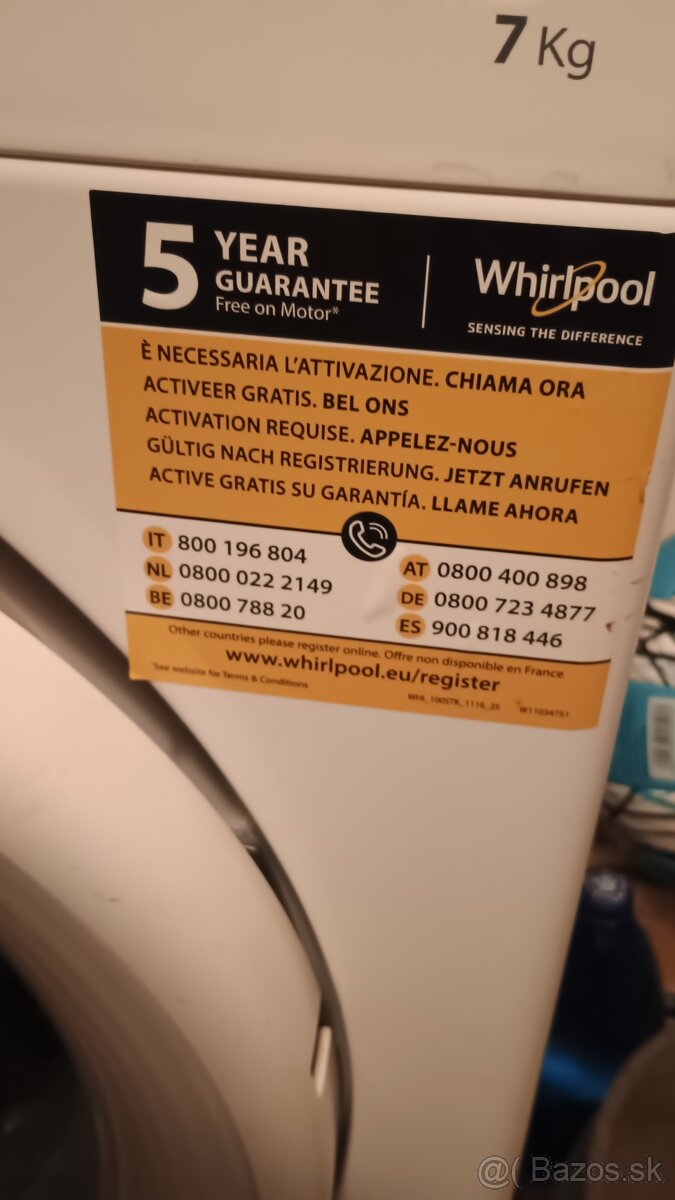 7 Kg
5 YEAR
GUARANTEE
Free on Motor*
Whirlpool
SENSING THE DIFFERENCE
È NECESSARIA L'ATTIVAZIONE. CHIAMA ORA
ACTIVEER GRATIS. BEL ONS
ACTIVATION REQUISE. APPELEZ-NOUS
GÜLTIG NACH REGISTRIERUNG. JETZT ANRUFEN
ACTIVE GRATIS SU GARANTÍA. LLAME AHORA
IT 800 196 804
NL 0800 022 2149
BE 0800 788 20
AT 0800 400 898
DE 0800 723 4877
ES 900 818 446
Other countries please register online. Offre non disponible en France
www.whirlpool.eu/register
*See website for Terms & Conditions
W11034751
@( Bazos.sk